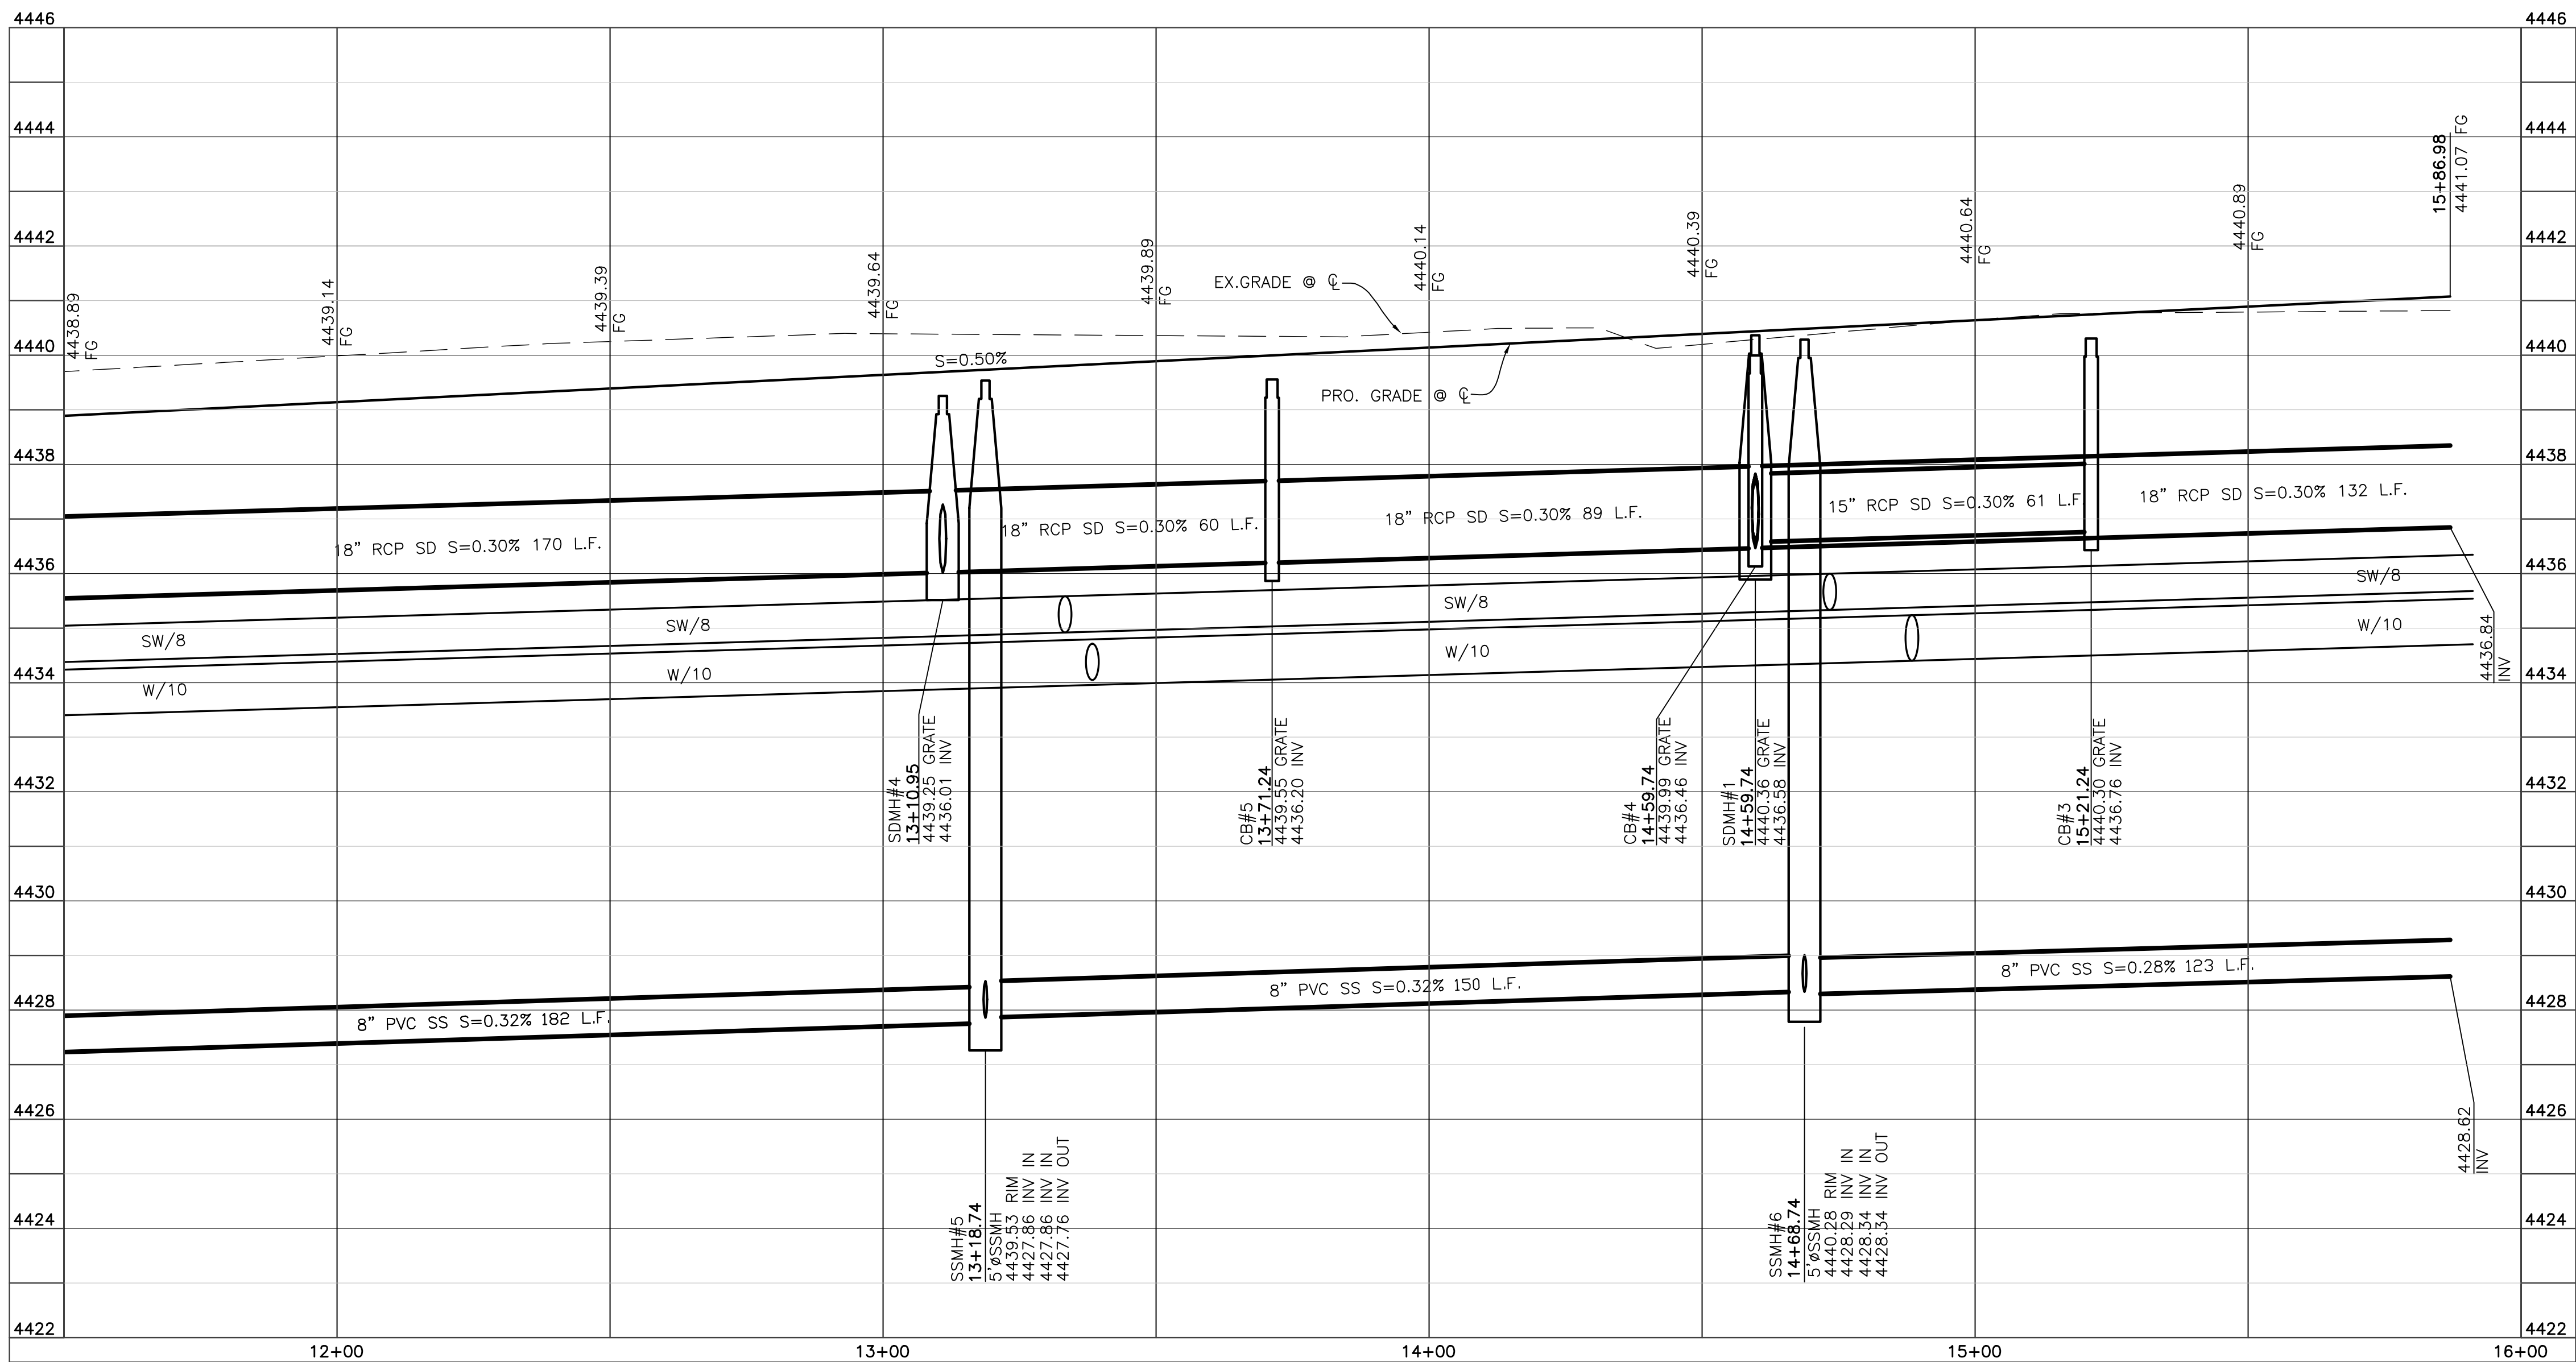 4446
4446
4444
4444
4442
4442
4440
4440
4438
4438
4436
4436
4434
4434
4432
4432
4430
4430
4428
4428
4426
4426
4424
4424
4422
4422
4438.89
FG
4439.14
FG
4439.39
FG
4439.64
FG
4439.89
FG
4440.14
FG
4440.39
FG
4440.64
FG
4440.89
FG
15+86.98
4441.07 FG
EX.GRADE @ ℄
S=0.50%
PRO. GRADE @ ℄
18" RCP SD S=0.30% 170 L.F.
18" RCP SD S=0.30% 60 L.F.
18" RCP SD S=0.30% 89 L.F.
15" RCP SD S=0.30% 61 L.F.
18" RCP SD S=0.30% 132 L.F.
SW/8
SW/8
SW/8
SW/8
W/10
W/10
W/10
W/10
4436.84
INV
SDMH#4
13+10.95
4439.25 GRATE
4436.01 INV
CB#5
13+71.24
4439.55 GRATE
4436.20 INV
CB#4
14+59.74
4439.99 GRATE
4436.46 INV
SDMH#1
14+59.74
4440.36 GRATE
4436.58 INV
CB#3
15+21.24
4440.30 GRATE
4436.76 INV
8" PVC SS S=0.32% 182 L.F.
8" PVC SS S=0.32% 150 L.F.
8" PVC SS S=0.28% 123 L.F.
4428.62
INV
SSMH#5
13+18.74
5'øSSMH
4439.53 RIM
4427.86 INV IN
4427.86 INV IN
4427.76 INV OUT
SSMH#6
14+68.74
5'øSSMH
4440.28 RIM
4428.29 INV IN
4428.34 INV IN
4428.34 INV OUT
12+00
13+00
14+00
15+00
16+00